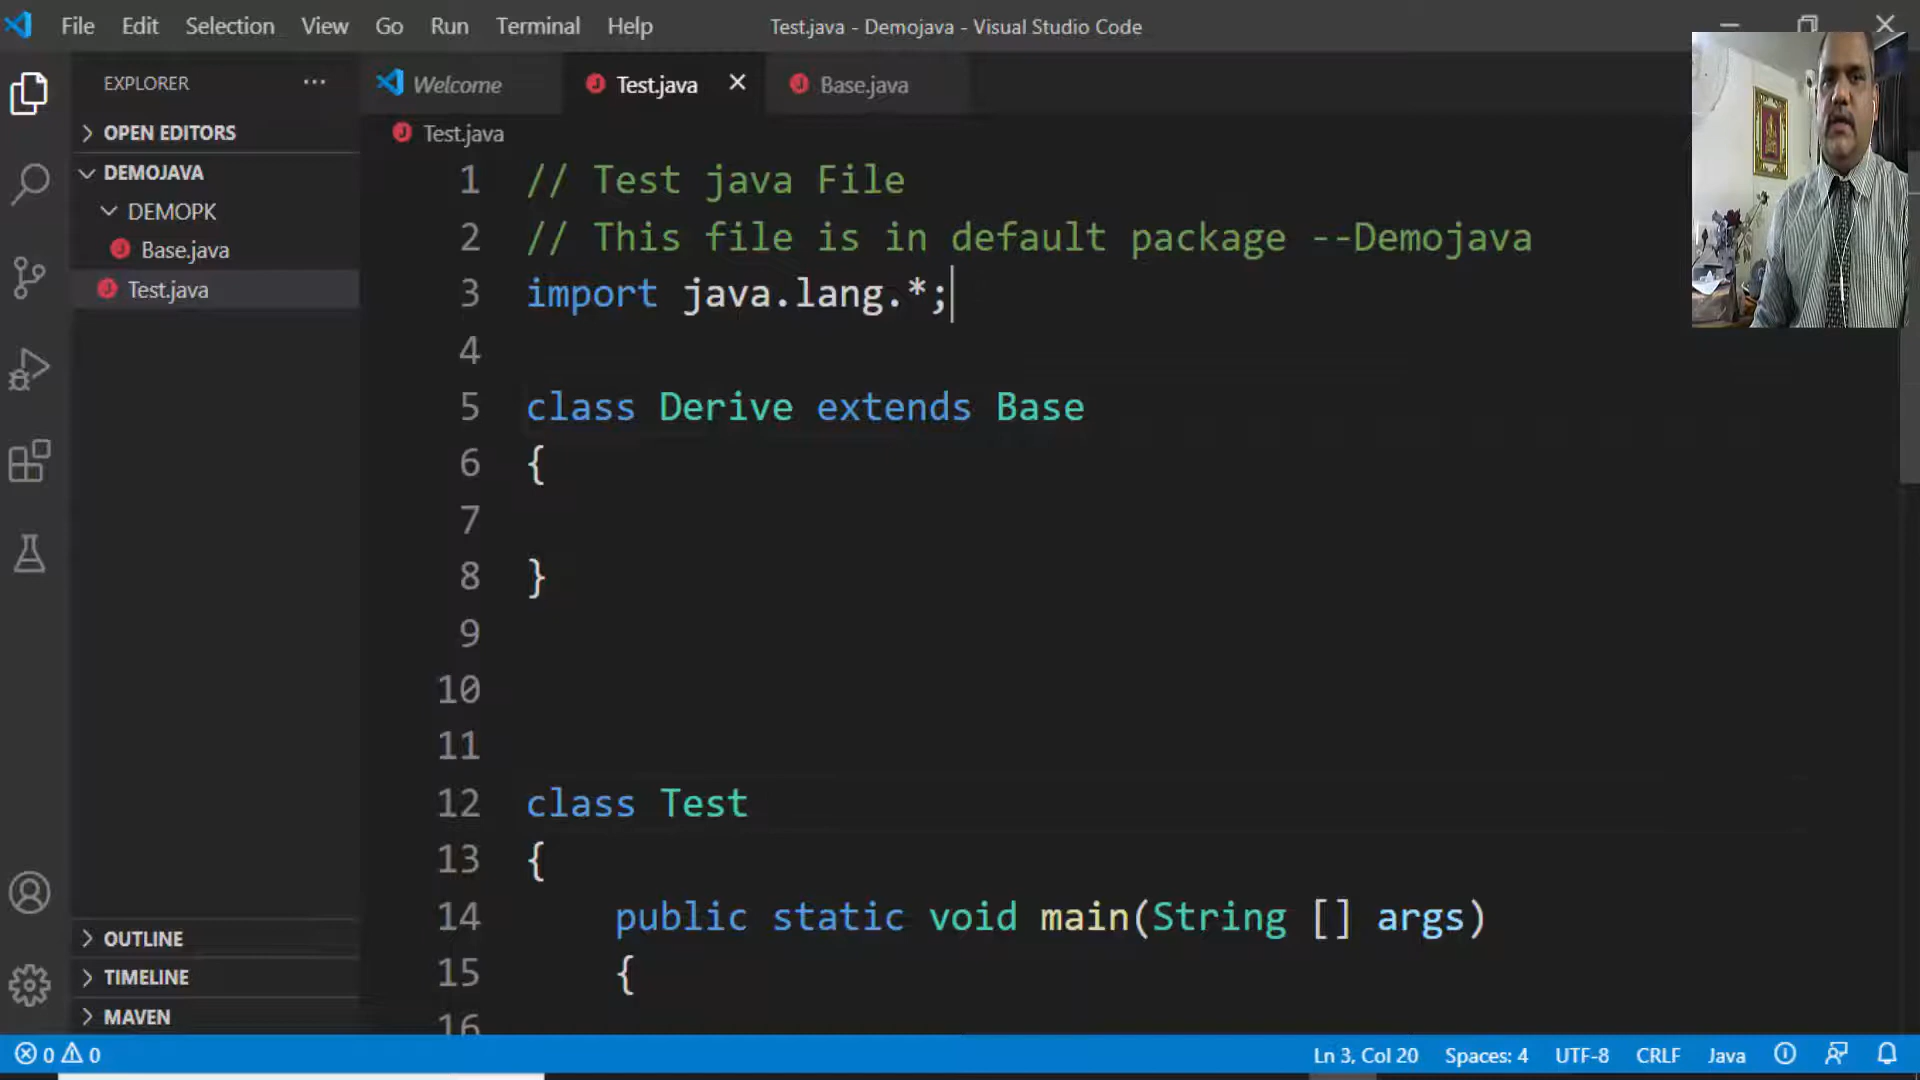 File Edit Selection View Go Run Terminal Help
Test.java - Demojava - Visual Studio Code
EXPLORER
OPEN EDITORS
DEMOJAVA
DEMOPK
Base.java
Test.java
OUTLINE
TIMELINE
MAVEN
Welcome Test.java Base.java
Test.java
1 // Test java File
2 // This file is in default package --Demojava
3 import java.lang.*;
4
5 class Derive extends Base
6 {
7
8 }
9
10
11
12 class Test
13 {
14 public static void main(String [] args)
15 {
16
0 0 Ln 3, Col 20 Spaces: 4 UTF-8 CRLF Java